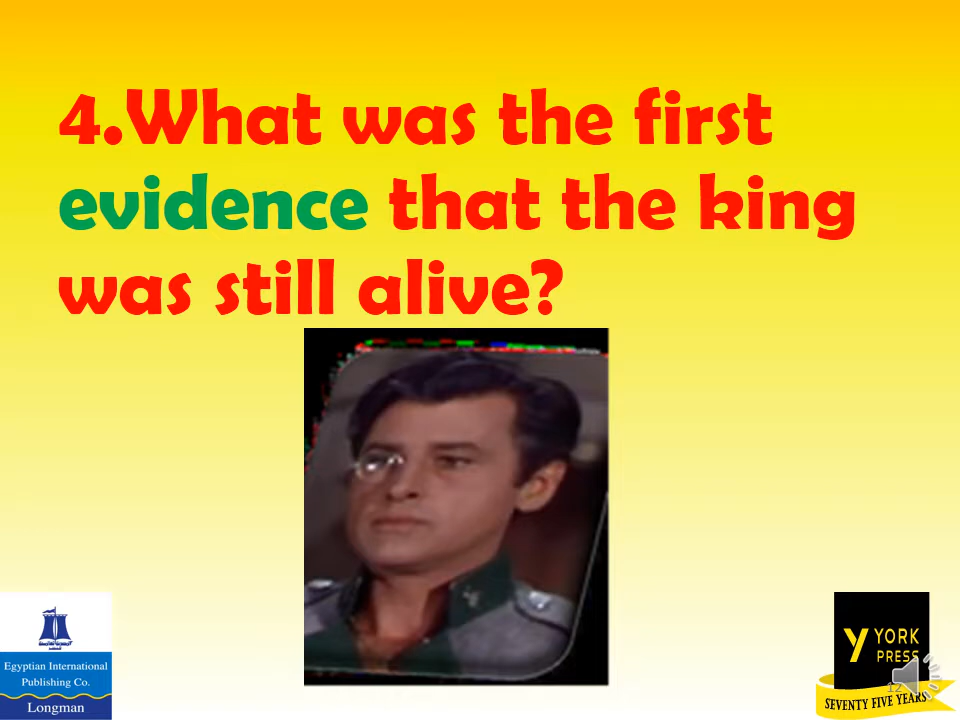 4.What was the first
evidence that the king
was still alive?
Egyptian International
Publishing Co.
Longman
Y YORK
PRESS
12
SEVENTY FIVE YEARS